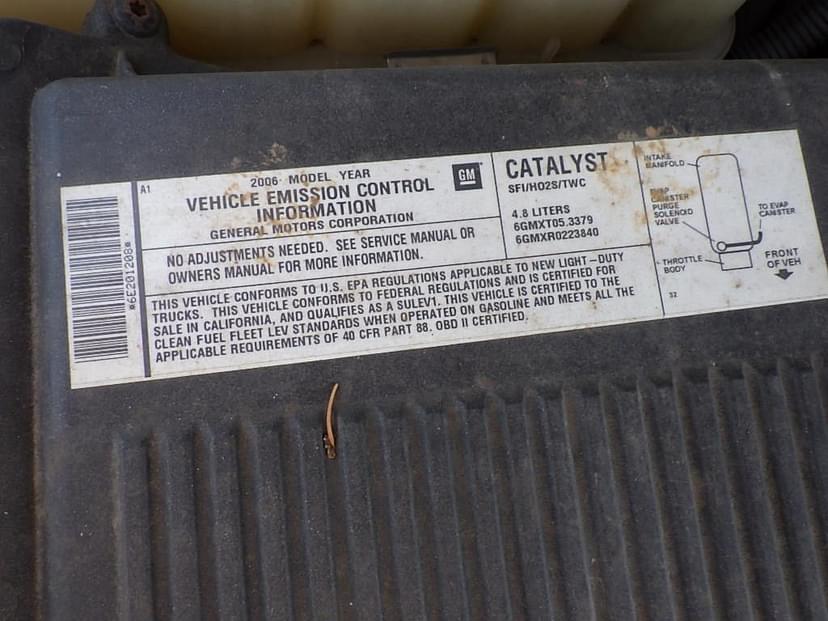 *6E201208*
A1
2006 MODEL YEAR
VEHICLE EMISSION CONTROL
INFORMATION
GENERAL MOTORS CORPORATION
GM
NO ADJUSTMENTS NEEDED. SEE SERVICE MANUAL OR
OWNERS MANUAL FOR MORE INFORMATION.
CATALYST
SFI/HO2S/TWC
4.8 LITERS
6GMXT05.3379
6GMXR0223840
THIS VEHICLE CONFORMS TO U.S. EPA REGULATIONS APPLICABLE TO NEW LIGHT-DUTY
TRUCKS. THIS VEHICLE CONFORMS TO FEDERAL REGULATIONS AND IS CERTIFIED FOR
SALE IN CALIFORNIA, AND QUALIFIES AS A SULEV1. THIS VEHICLE IS CERTIFIED TO THE
CLEAN FUEL FLEET LEV STANDARDS WHEN OPERATED ON GASOLINE AND MEETS ALL THE
APPLICABLE REQUIREMENTS OF 40 CFR PART 88. OBD II CERTIFIED.
INTAKE
MANIFOLD
EVAP
CANISTER
PURGE
SOLENOID
VALVE
TO EVAP
CANISTER
THROTTLE
BODY
FRONT
OF VEH
32